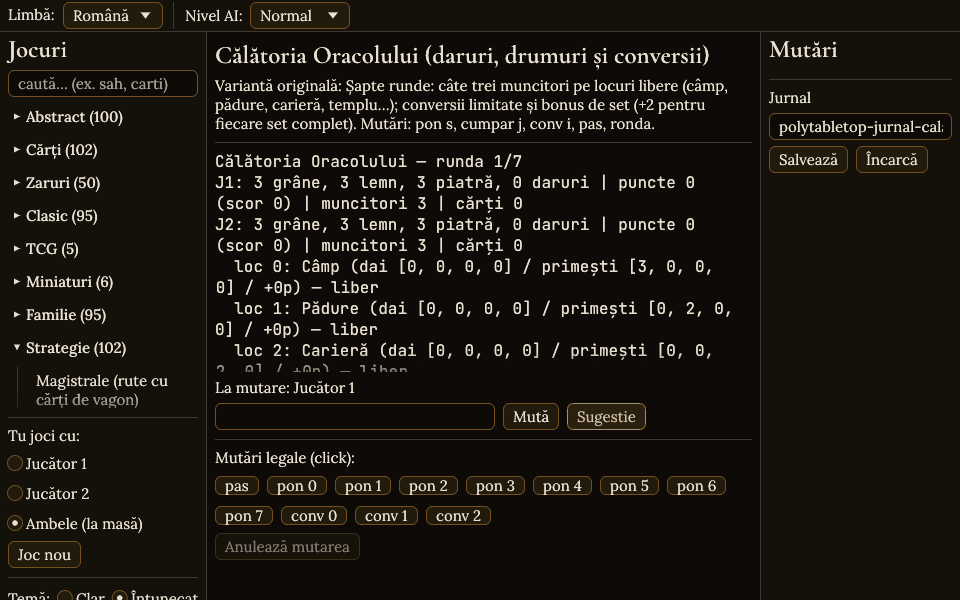 Limbă: Română ▼ Nivel AI: Normal ▼
Jocuri
caută... (ex. sah, carti)
▸ Abstract (100)
▸ Cărți (102)
▸ Zaruri (50)
▸ Clasic (95)
▸ TCG (5)
▸ Miniaturi (6)
▸ Familie (95)
▾ Strategie (102)
Magistrale (rute cu
cărți de vagon)
Tu joci cu:
Jucător 1
Jucător 2
Ambele (la masă)
Joc nou
Temă: Clar Întunecat
Călătoria Oracolului (daruri, drumuri și conversii)
Variantă originală: Șapte runde: câte trei muncitori pe locuri libere (câmp,
pădure, carieră, templu…); conversii limitate și bonus de set (+2 pentru
fiecare set complet). Mutări: pon s, cumpar j, conv i, pas, ronda.
Călătoria Oracolului — runda 1/7
J1: 3 grâne, 3 lemn, 3 piatră, 0 daruri | puncte 0
(scor 0) | muncitori 3 | cărți 0
J2: 3 grâne, 3 lemn, 3 piatră, 0 daruri | puncte 0
(scor 0) | muncitori 3 | cărți 0
loc 0: Câmp (dai [0, 0, 0, 0] / primești [3, 0, 0,
0] / +0p) — liber
loc 1: Pădure (dai [0, 0, 0, 0] / primești [0, 2, 0,
0] / +0p) — liber
loc 2: Carieră (dai [0, 0, 0, 0] / primești [0, 0,
2, 0] / +0p) — liber
La mutare: Jucător 1
Mută Sugestie
Mutări legale (click):
pas pon 0 pon 1 pon 2 pon 3 pon 4 pon 5 pon 6
pon 7 conv 0 conv 1 conv 2
Anulează mutarea
Mutări
Jurnal
polytabletop-jurnal-cal
Salvează Încarcă